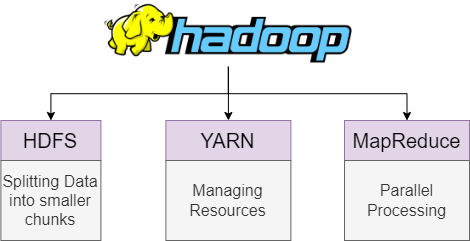 hadoop
HDFS
Splitting Data
into smaller
chunks
YARN
Managing
Resources
MapReduce
Parallel
Processing